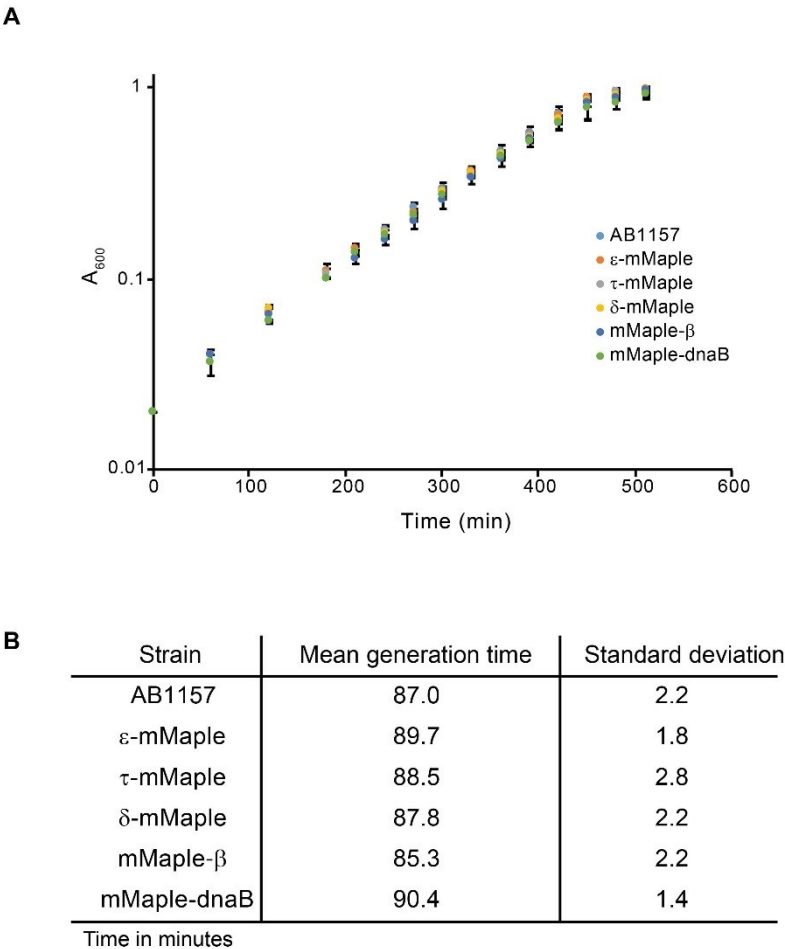 A
1
0.1
0.01
A600
0 100 200 300 400 500 600
Time (min)
AB1157
ε-mMaple
τ-mMaple
δ-mMaple
mMaple-β
mMaple-dnaB
B
Strain Mean generation time Standard deviation
AB1157 87.0 2.2
ε-mMaple 89.7 1.8
τ-mMaple 88.5 2.8
δ-mMaple 87.8 2.2
mMaple-β 85.3 2.2
mMaple-dnaB 90.4 1.4
Time in minutes